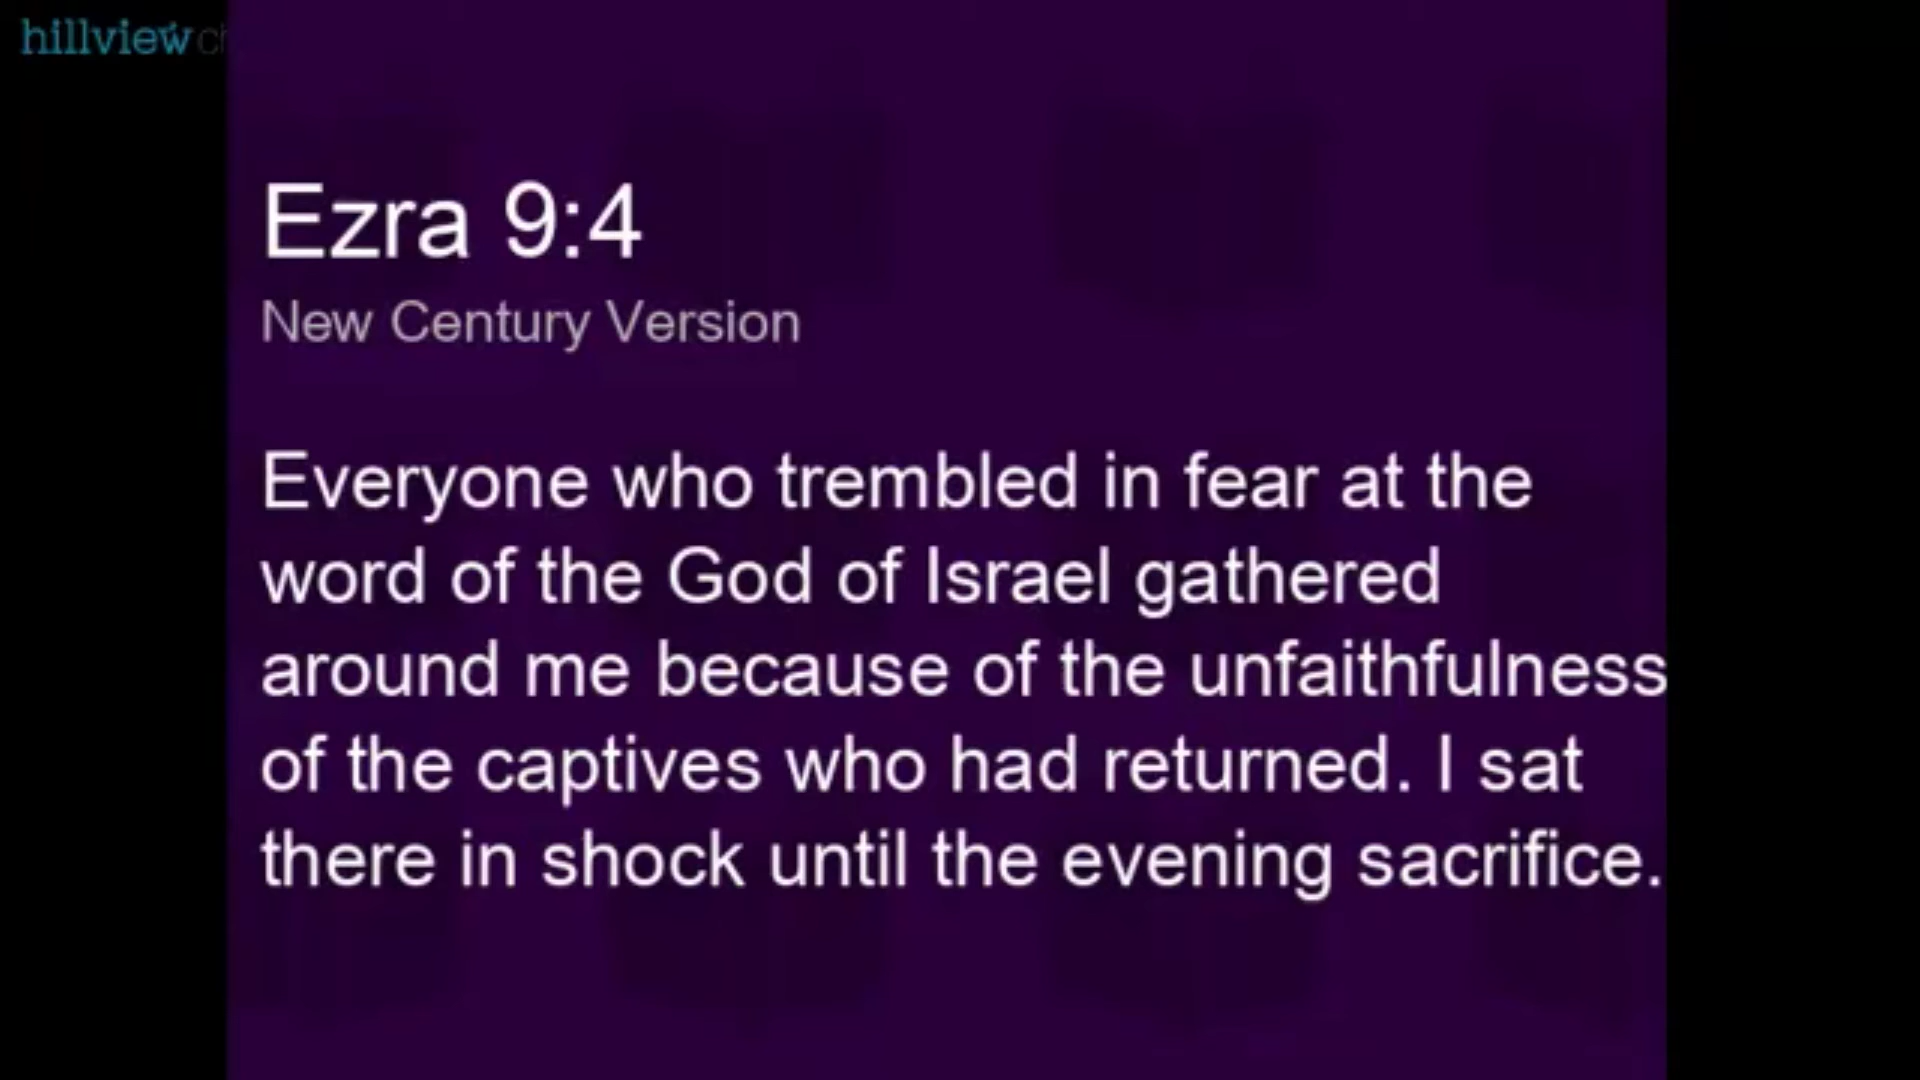 hillview
Ezra 9:4
New Century Version
Everyone who trembled in fear at the
word of the God of Israel gathered
around me because of the unfaithfulness
of the captives who had returned. I sat
there in shock until the evening sacrifice.